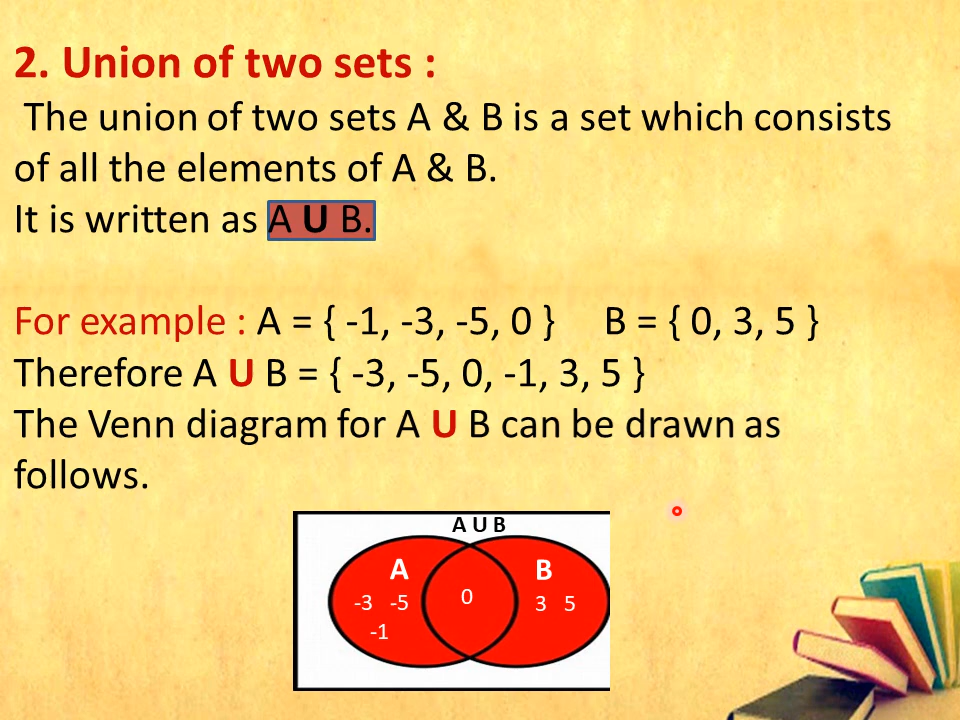 2. Union of two sets :
The union of two sets A & B is a set which consists
of all the elements of A & B.
It is written as A U B.
For example : A = { -1, -3, -5, 0 } B = { 0, 3, 5 }
Therefore A U B = { -3, -5, 0, -1, 3, 5 }
The Venn diagram for A U B can be drawn as
follows.
A U B
A B
-3 -5 0 3 5
-1